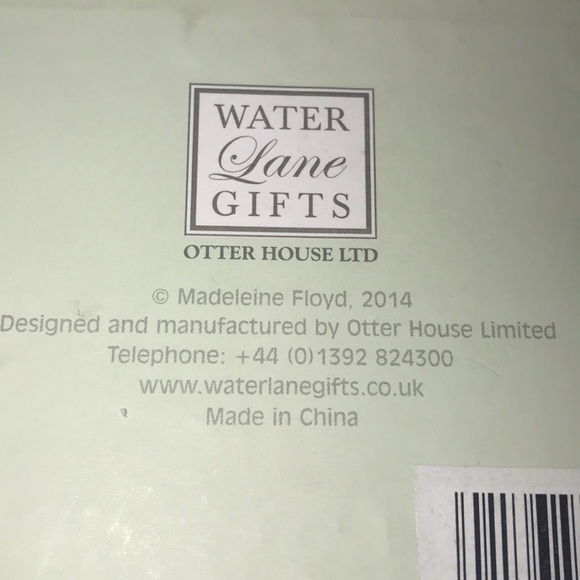 WATER
Lane
GIFTS
OTTER HOUSE LTD
© Madeleine Floyd, 2014
Designed and manufactured by Otter House Limited
Telephone: +44 (0)1392 824300
www.waterlanegifts.co.uk
Made in China